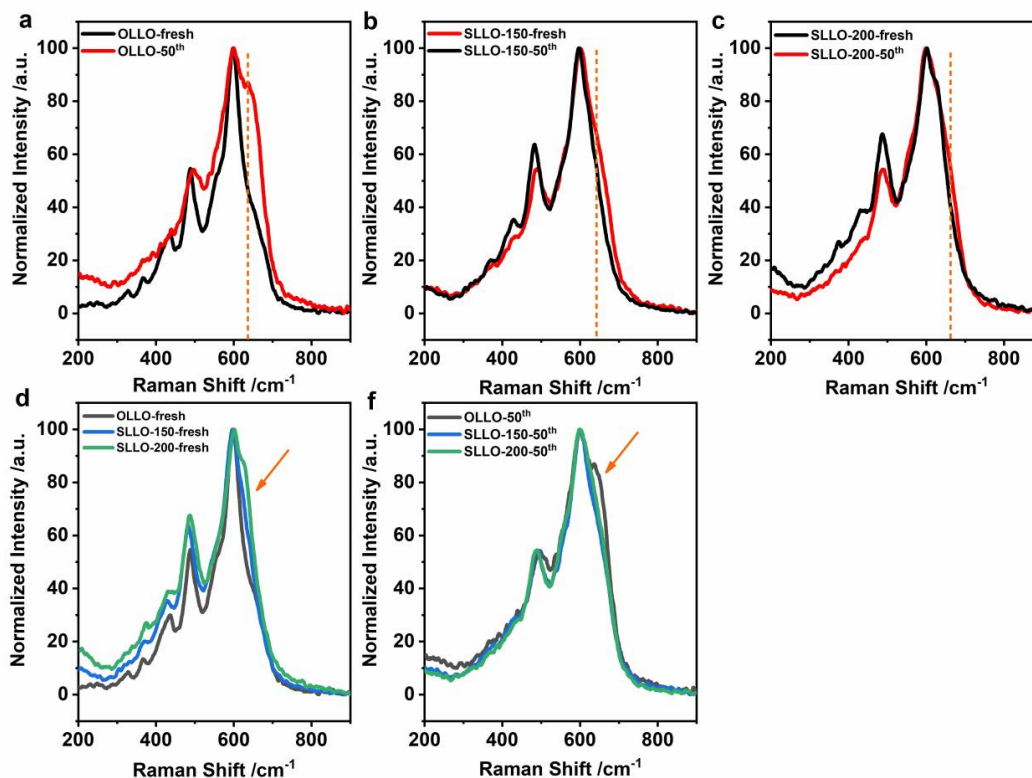 a
OLLO-fresh
OLLO-50th
Normalized Intensity /a.u.
100
80
60
40
20
0
200 400 600 800
Raman Shift /cm-1
b
SLLO-150-fresh
SLLO-150-50th
Normalized Intensity /a.u.
100
80
60
40
20
0
200 400 600 800
Raman Shift /cm-1
c
SLLO-200-fresh
SLLO-200-50th
Normalized Intensity /a.u.
100
80
60
40
20
0
200 400 600 800
Raman Shift /cm-1
d
OLLO-fresh
SLLO-150-fresh
SLLO-200-fresh
Normalized Intensity /a.u.
100
80
60
40
20
0
200 400 600 800
Raman Shift /cm-1
f
OLLO-50th
SLLO-150-50th
SLLO-200-50th
Normalized Intensity /a.u.
100
80
60
40
20
0
200 400 600 800
Raman Shift /cm-1